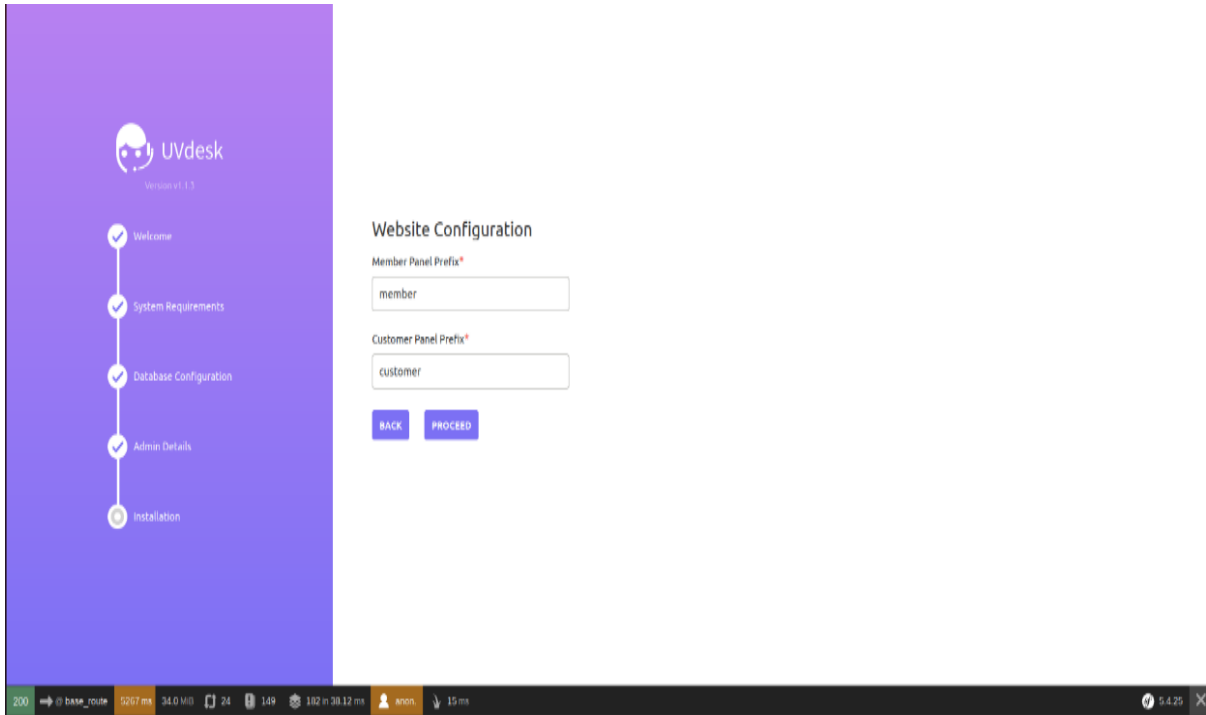 UVdesk
Version v1.1.3
Welcome
System Requirements
Database Configuration
Admin Details
Installation
Website Configuration
Member Panel Prefix*
member
Customer Panel Prefix*
customer
BACK PROCEED
200 @ base_route 5267 ms 34.0 MiB 24 149 182 in 38.12 ms anon. 15 ms sf 5.4.25